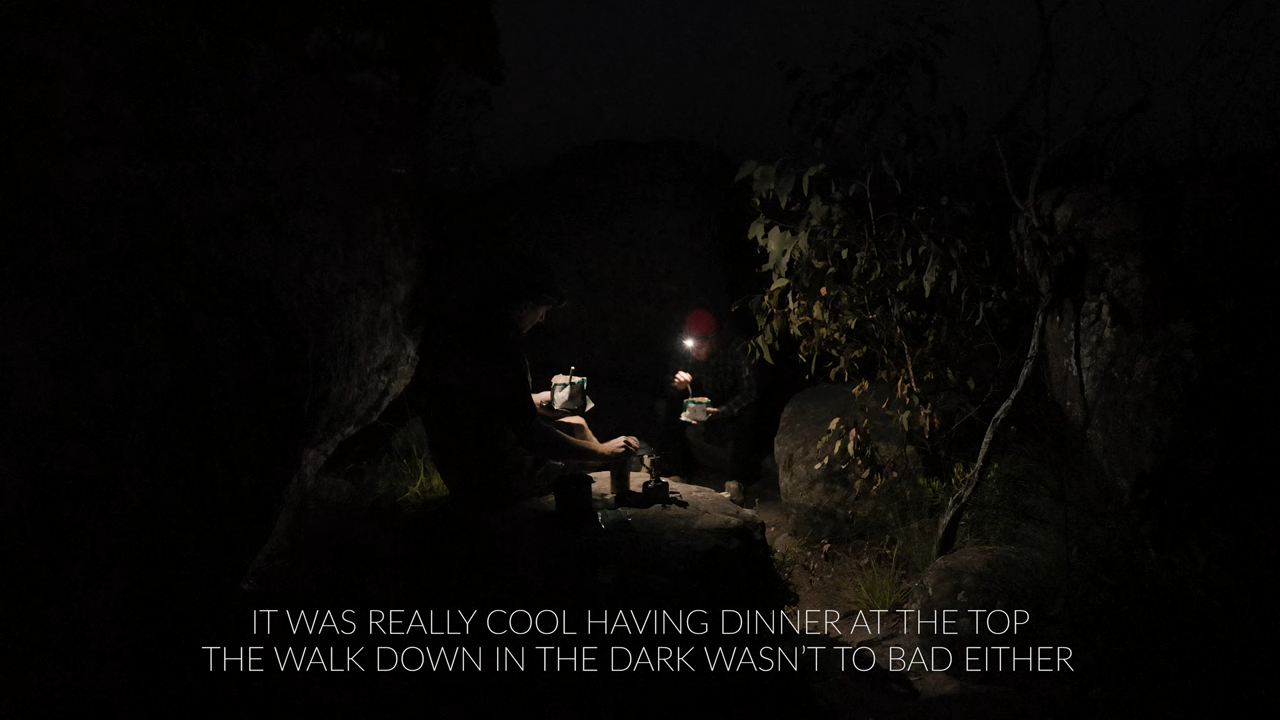 IT WAS REALLY COOL HAVING DINNER AT THE TOP
THE WALK DOWN IN THE DARK WASN’T TO BAD EITHER